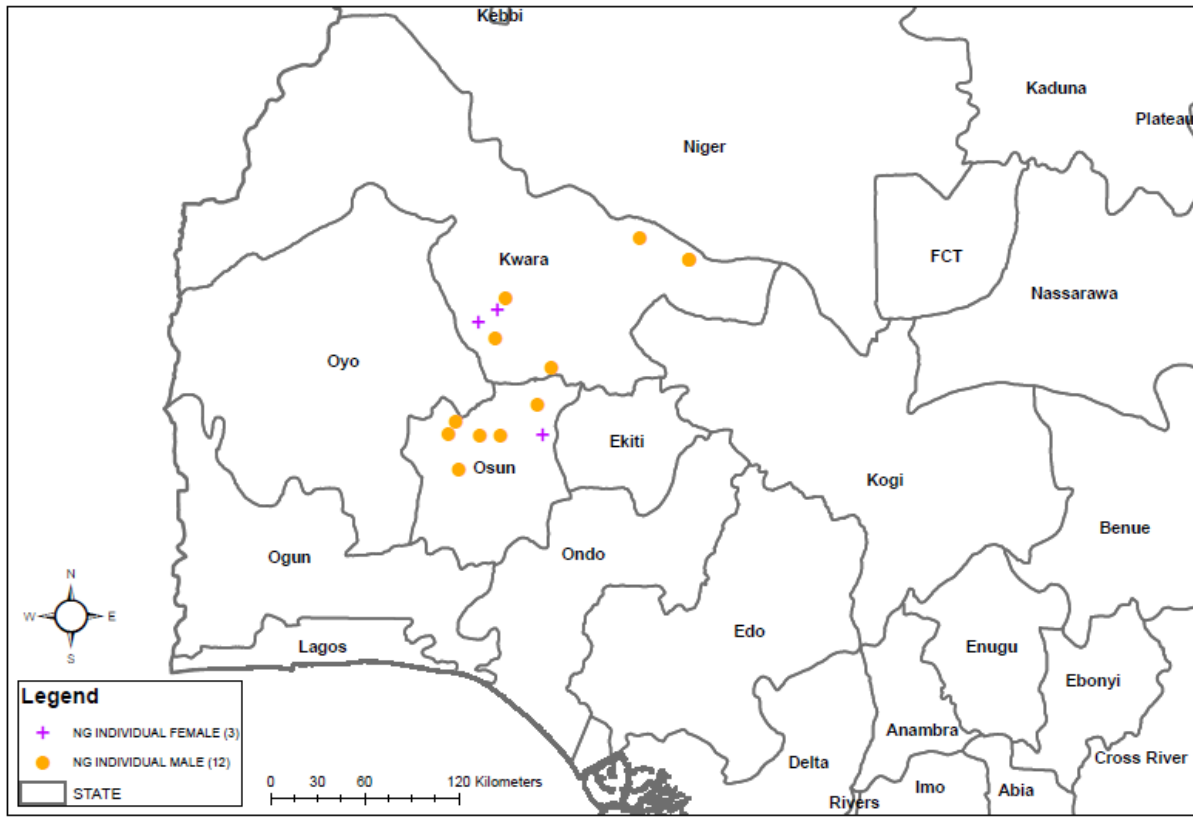 Kebbi
Kaduna
Plateau
Niger
Kwara
FCT
Nassarawa
Oyo
Ekiti
Osun
Kogi
Benue
Ogun
Ondo
Edo
Enugu
Lagos
Ebonyi
Anambra
Delta
Cross River
Imo
Abia
Rivers
N
W
E
S
Legend
NG INDIVIDUAL FEMALE (3)
NG INDIVIDUAL MALE (12)
STATE
0 30 60 120 Kilometers